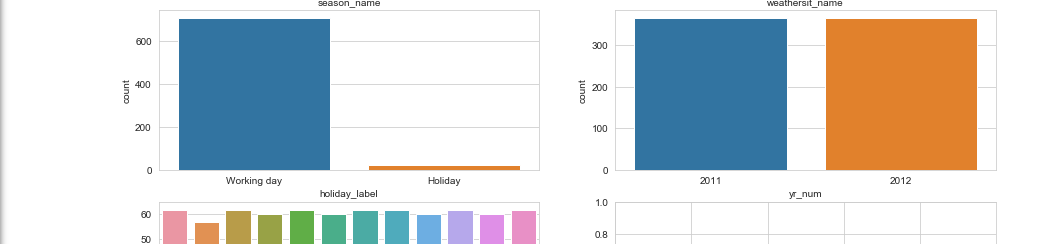 season_name
weathersit_name
600
400
200
0
count
Working day
Holiday
holiday_label
300
200
100
0
count
2011
2012
yr_num
60
50
1.0
0.8